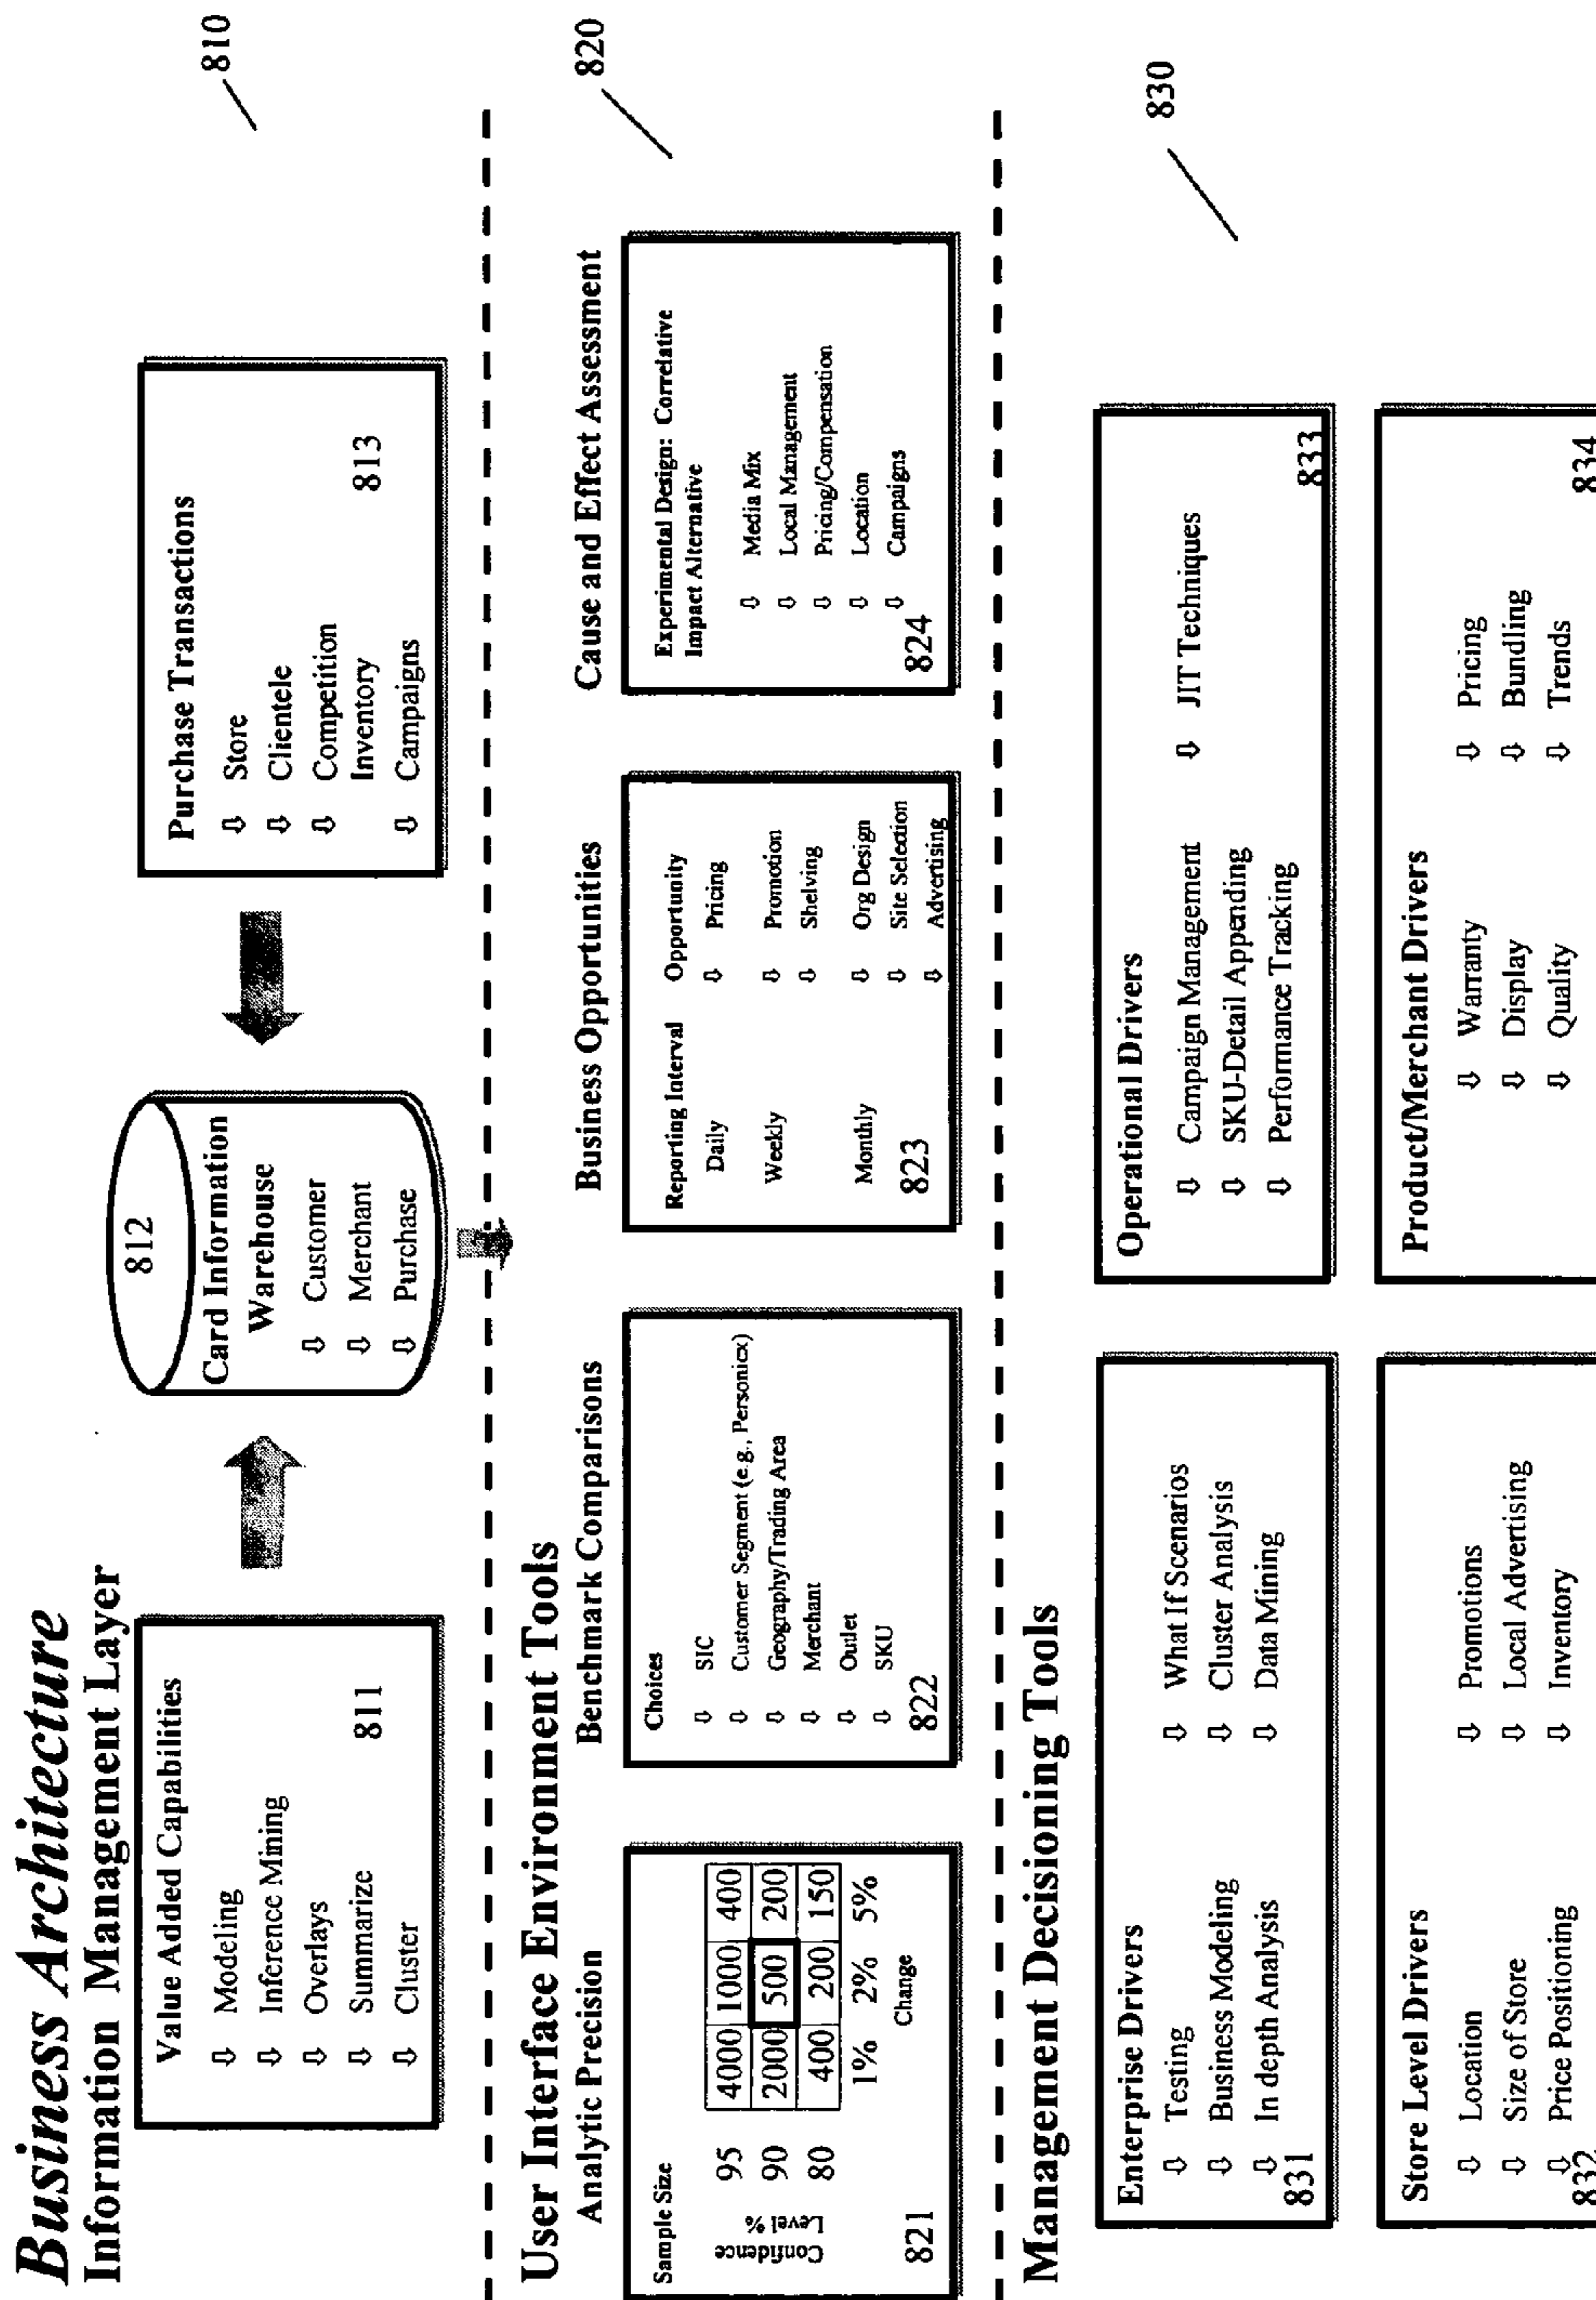 Business Architecture
Information Management Layer
810
Value Added Capabilities
⇩ Modeling
⇩ Inference Mining
⇩ Overlays
⇩ Summarize
⇩ Cluster
811
812
Card Information
Warehouse
⇩ Customer
⇩ Merchant
⇩ Purchase
Purchase Transactions
⇩ Store
⇩ Clientele
⇩ Competition
Inventory
⇩ Campaigns
813
User Interface Environment Tools
820
Analytic Precision
Sample Size
Confidence
Level %
95 4000 1000 400
90 2000 500 200
80 400 200 150
1% 2% 5%
Change
821
Benchmark Comparisons
Choices
⇩ SIC
⇩ Customer Segment (e.g., Personicx)
⇩ Geography/Trading Area
⇩ Merchant
⇩ Outlet
⇩ SKU
822
Business Opportunities
Reporting Interval Opportunity
Daily ⇩ Pricing
Weekly ⇩ Promotion
⇩ Shelving
Monthly ⇩ Org Design
⇩ Site Selection
⇩ Advertising
823
Cause and Effect Assessment
Experimental Design: Correlative
Impact Alternative
⇩ Media Mix
⇩ Local Management
⇩ Pricing/Compensation
⇩ Location
⇩ Campaigns
824
Management Decisioning Tools
830
Enterprise Drivers
⇩ Testing ⇩ What If Scenarios
⇩ Business Modeling ⇩ Cluster Analysis
⇩ In depth Analysis ⇩ Data Mining
831
Operational Drivers
⇩ Campaign Management ⇩ JIT Techniques
⇩ SKU-Detail Appending
⇩ Performance Tracking
833
Store Level Drivers
⇩ Location ⇩ Promotions
⇩ Size of Store ⇩ Local Advertising
⇩ Price Positioning ⇩ Inventory
832
Product/Merchant Drivers
⇩ Warranty ⇩ Pricing
⇩ Display ⇩ Bundling
⇩ Quality ⇩ Trends
834